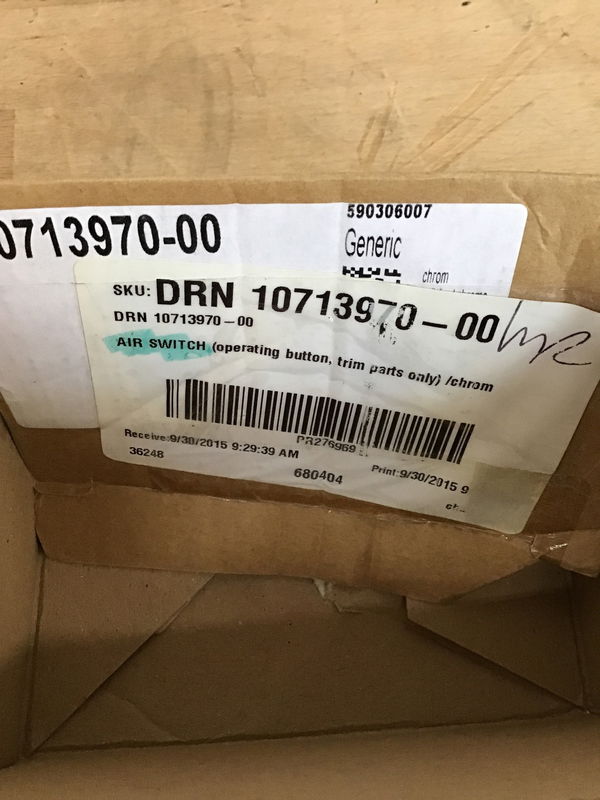 590306007
0713970-00
Generic
chrom
SKU: DRN 10713970-00
DRN 10713970-00
AIR SWITCH (operating button, trim parts only) /chrom
PR276969
Receive:9/30/2015 9:29:39 AM
Print:9/30/2015 9
36248
680404